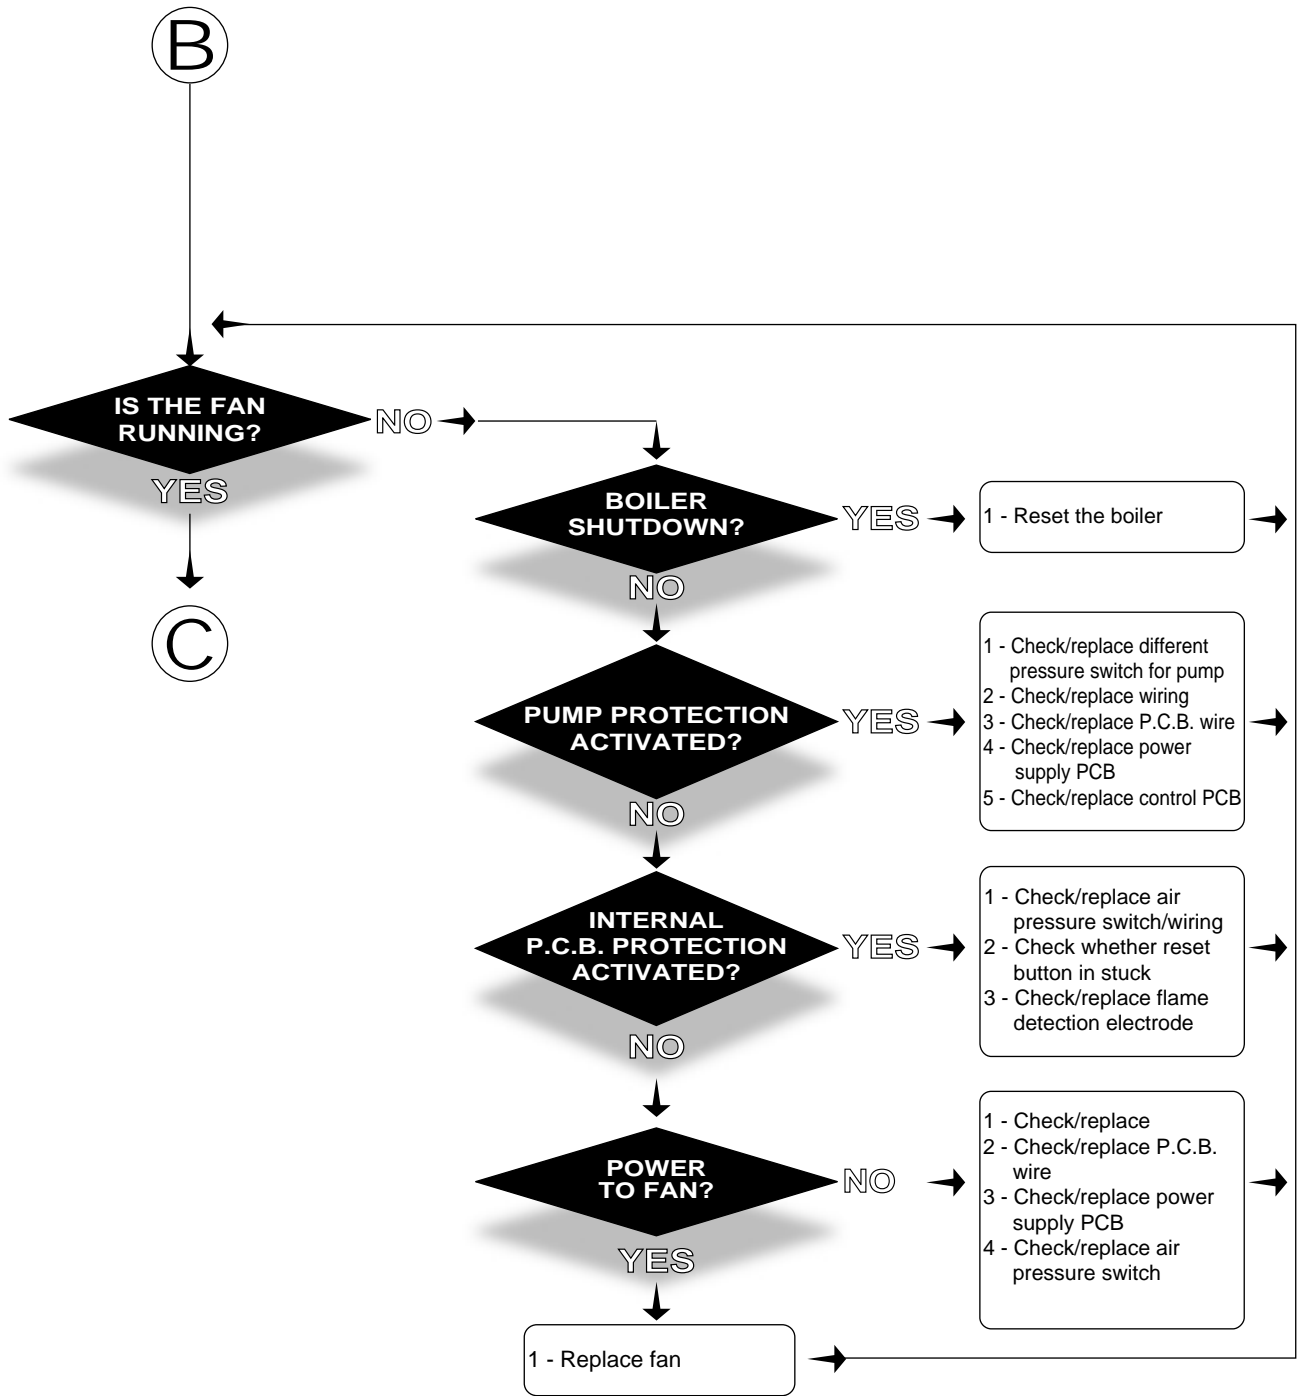 B
IS THE FAN
RUNNING?
NO
YES
C
BOILER
SHUTDOWN?
YES
1 - Reset the boiler
NO
PUMP PROTECTION
ACTIVATED?
YES
1 - Check/replace different
pressure switch for pump
2 - Check/replace wiring
3 - Check/replace P.C.B. wire
4 - Check/replace power
supply PCB
5 - Check/replace control PCB
NO
INTERNAL
P.C.B. PROTECTION
ACTIVATED?
YES
1 - Check/replace air
pressure switch/wiring
2 - Check whether reset
button in stuck
3 - Check/replace flame
detection electrode
NO
POWER
TO FAN?
NO
1 - Check/replace
2 - Check/replace P.C.B.
wire
3 - Check/replace power
supply PCB
4 - Check/replace air
pressure switch
YES
1 - Replace fan